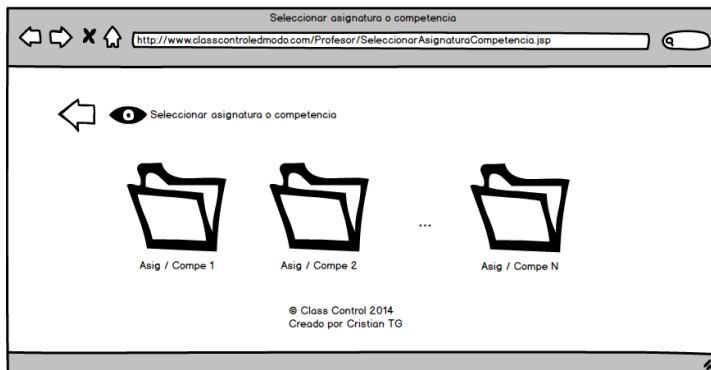 Seleccionar asignatura o competencia
http://www.classcontroledmodo.com/Profesor/SeleccionarAsignaturaCompetencia.jsp
Seleccionar asignatura o competencia
Asig / Compe 1 Asig / Compe 2 ... Asig / Compe N
© Class Control 2014
Creado por Cristian TG